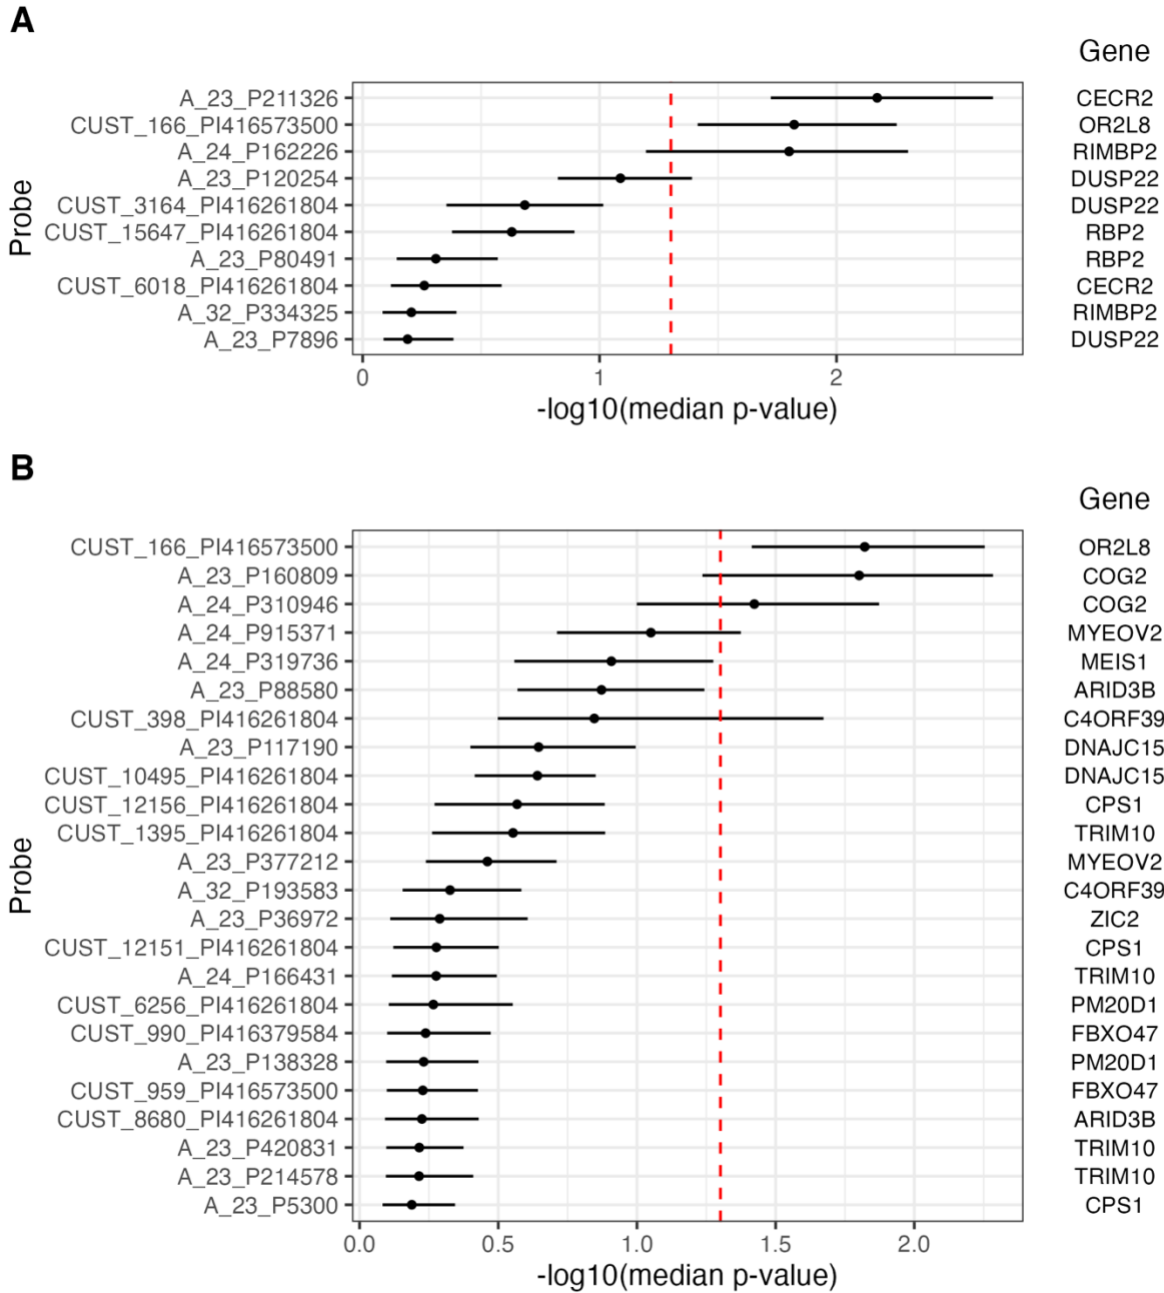 A
Gene
A_23_P211326 CECR2
CUST_166_PI416573500 OR2L8
A_24_P162226 RIMBP2
A_23_P120254 DUSP22
CUST_3164_PI416261804 DUSP22
CUST_15647_PI416261804 RBP2
A_23_P80491 RBP2
CUST_6018_PI416261804 CECR2
A_32_P334325 RIMBP2
A_23_P7896 DUSP22
Probe
0 1 2
-log10(median p-value)
B
Gene
CUST_166_PI416573500 OR2L8
A_23_P160809 COG2
A_24_P310946 COG2
A_24_P915371 MYEOV2
A_24_P319736 MEIS1
A_23_P88580 ARID3B
CUST_398_PI416261804 C4ORF39
A_23_P117190 DNAJC15
CUST_10495_PI416261804 DNAJC15
CUST_12156_PI416261804 CPS1
CUST_1395_PI416261804 TRIM10
A_23_P377212 MYEOV2
A_32_P193583 C4ORF39
A_23_P36972 ZIC2
CUST_12151_PI416261804 CPS1
A_24_P166431 TRIM10
CUST_6256_PI416261804 PM20D1
CUST_990_PI416379584 FBXO47
A_23_P138328 PM20D1
CUST_959_PI416573500 FBXO47
CUST_8680_PI416261804 ARID3B
A_23_P420831 TRIM10
A_23_P214578 TRIM10
A_23_P5300 CPS1
Probe
0.0 0.5 1.0 1.5 2.0
-log10(median p-value)